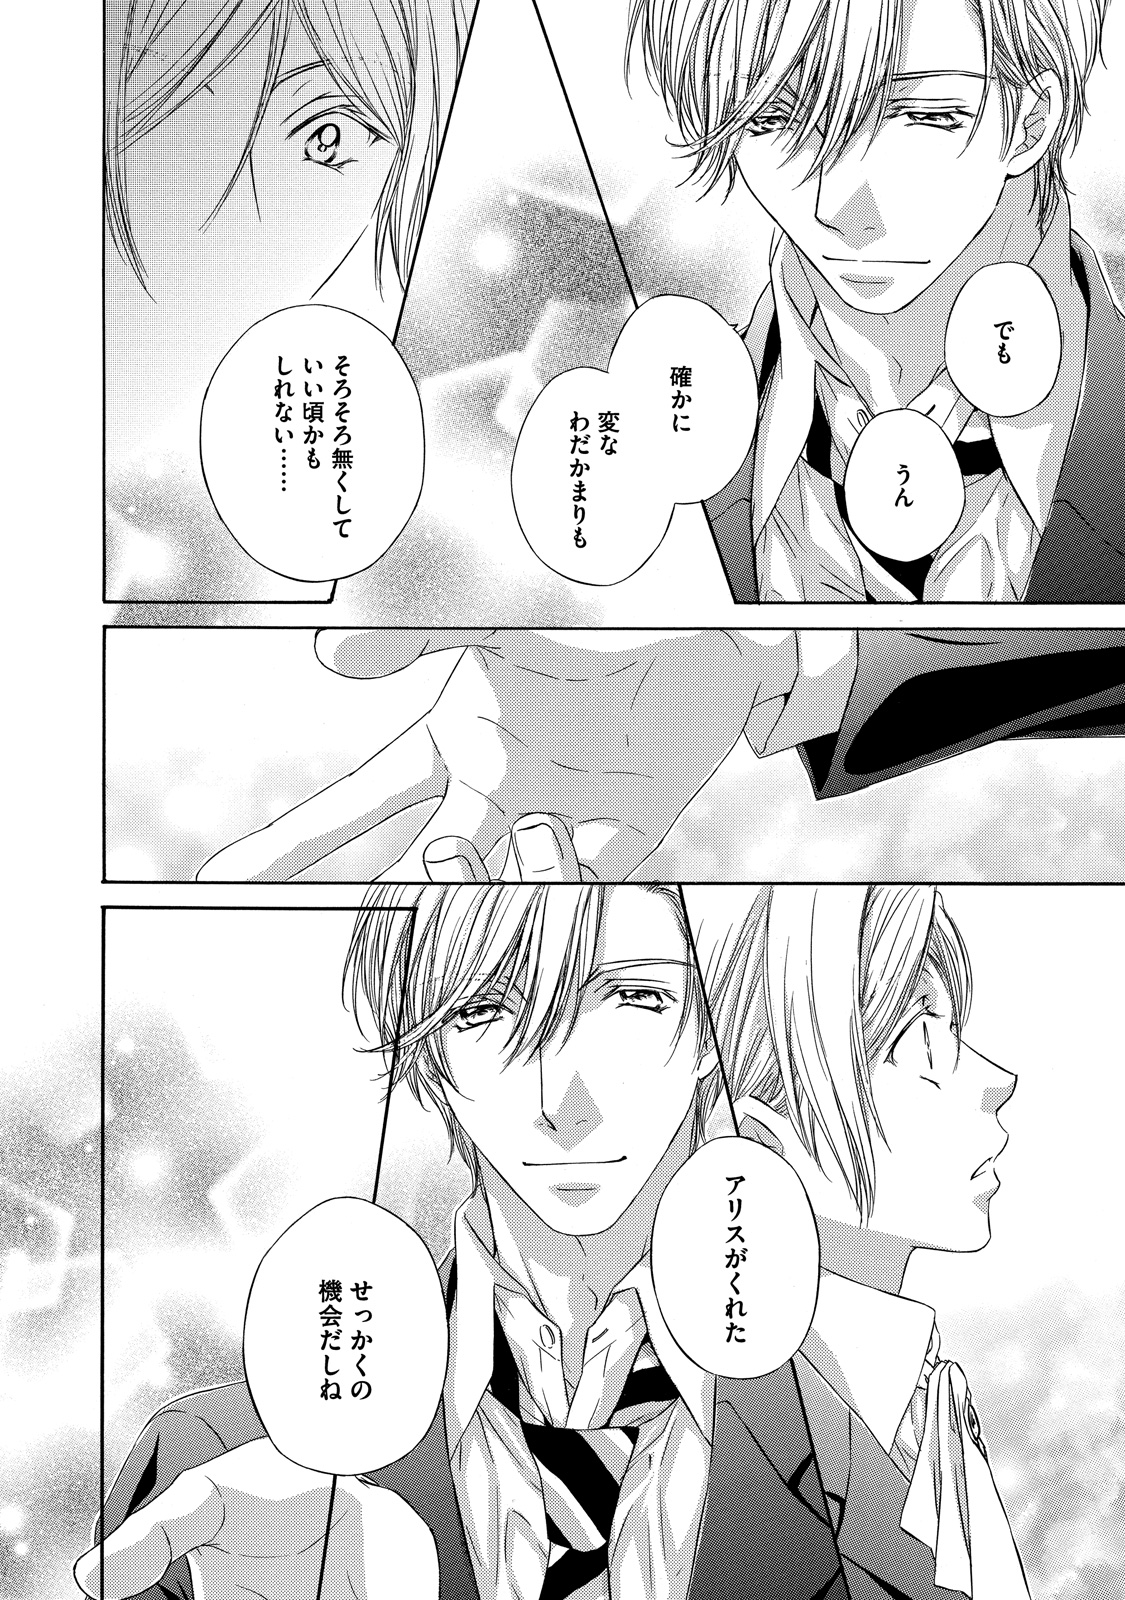 でも
うん
確かに
変な
わだかまりも
そろそろ無くして
いい頃かも
しれない……
アリスがくれた
せっかくの
機会だしね